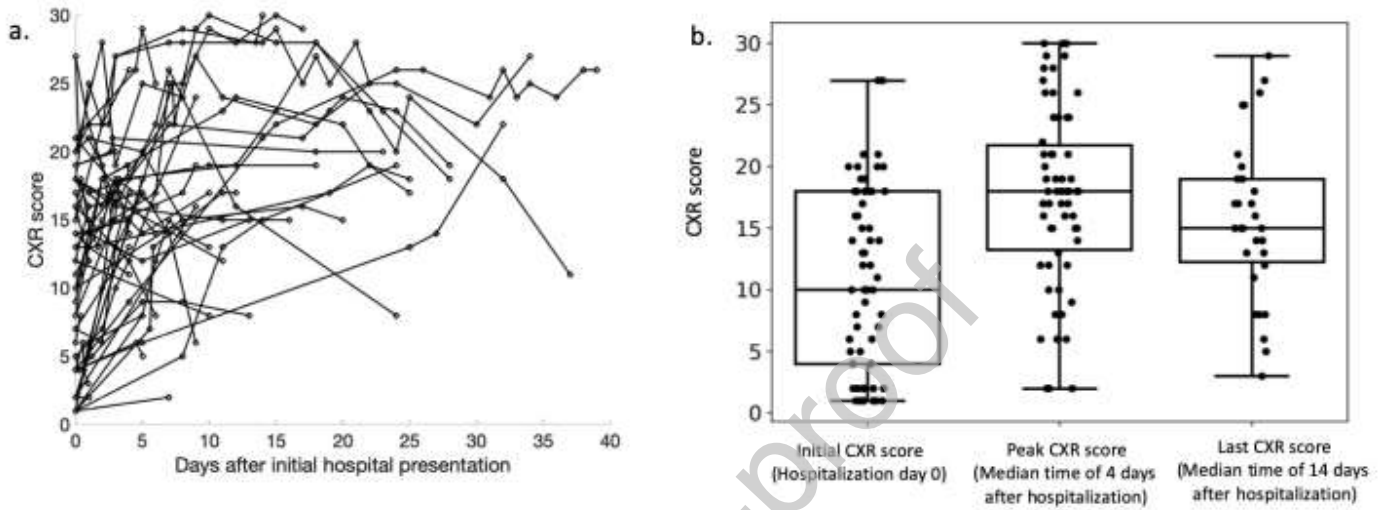 a.
30
25
20
15
10
5
0
CXR score
0 5 10 15 20 25 30 35 40
Days after initial hospital presentation
b.
30
25
20
15
10
5
0
CXR score
Initial CXR score
(Hospitalization day 0)
Peak CXR score
(Median time of 4 days
after hospitalization)
Last CXR score
(Median time of 14 days
after hospitalization)
proof